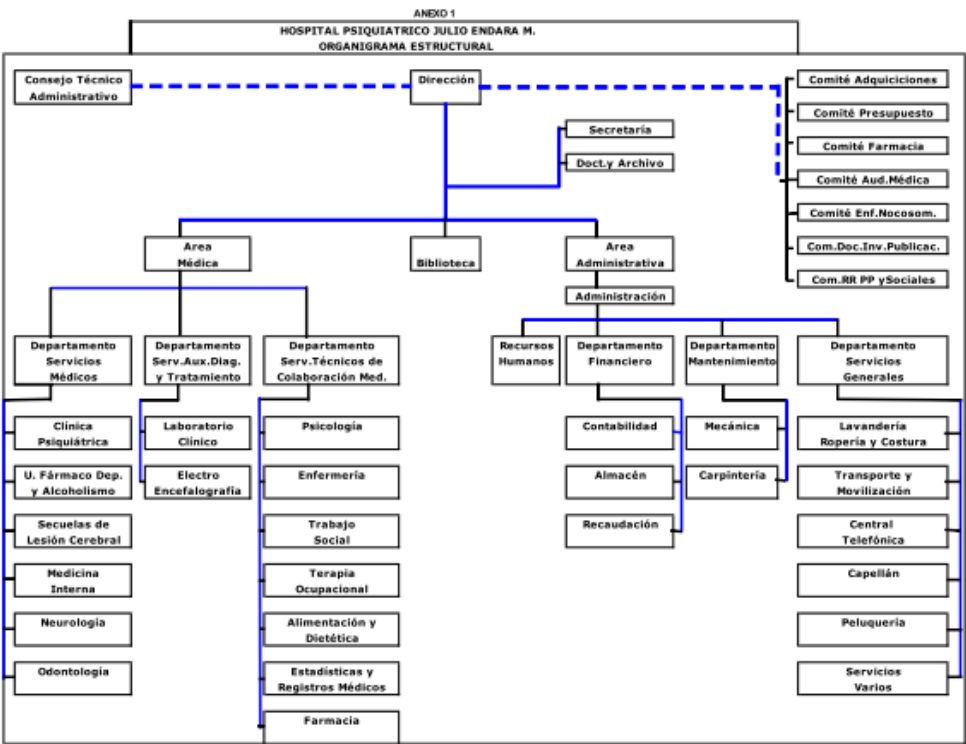 ANEXO 1
HOSPITAL PSIQUIATRICO JULIO ENDARA M.
ORGANIGRAMA ESTRUCTURAL
Consejo Técnico
Administrativo
Dirección
Comité Adquiciciones
Comité Presupuesto
Comité Farmacia
Comité Aud.Médica
Comité Enf.Nocosom.
Com.Doc.Inv.Publicac.
Com.RR PP ySociales
Secretaría
Doct.y Archivo
Area
Médica
Biblioteca
Area
Administrativa
Administración
Departamento
Servicios
Médicos
Departamento
Serv.Aux.Diag.
y Tratamiento
Departamento
Serv.Técnicos de
Colaboración Med.
Recursos
Humanos
Departamento
Financiero
Departamento
Mantenimiento
Departamento
Servicios
Generales
Clínica
Psiquiátrica
U. Fármaco Dep.
y Alcoholismo
Secuelas de
Lesión Cerebral
Medicina
Interna
Neurología
Odontología
Laboratorio
Clínico
Electro
Encefalografía
Psicología
Enfermería
Trabajo
Social
Terapia
Ocupacional
Alimentación y
Dietética
Estadísticas y
Registros Médicos
Farmacia
Contabilidad
Almacén
Recaudación
Mecánica
Carpintería
Lavandería
Ropería y Costura
Transporte y
Movilización
Central
Telefónica
Capellán
Peluquería
Servicios
Varios